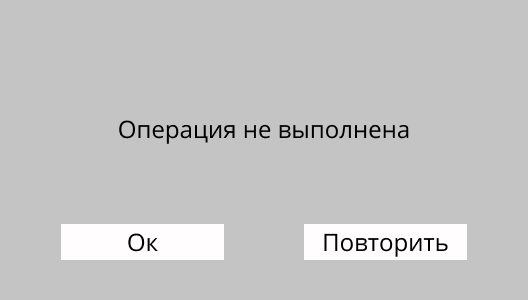 Операция не выполнена
Ок
Повторить